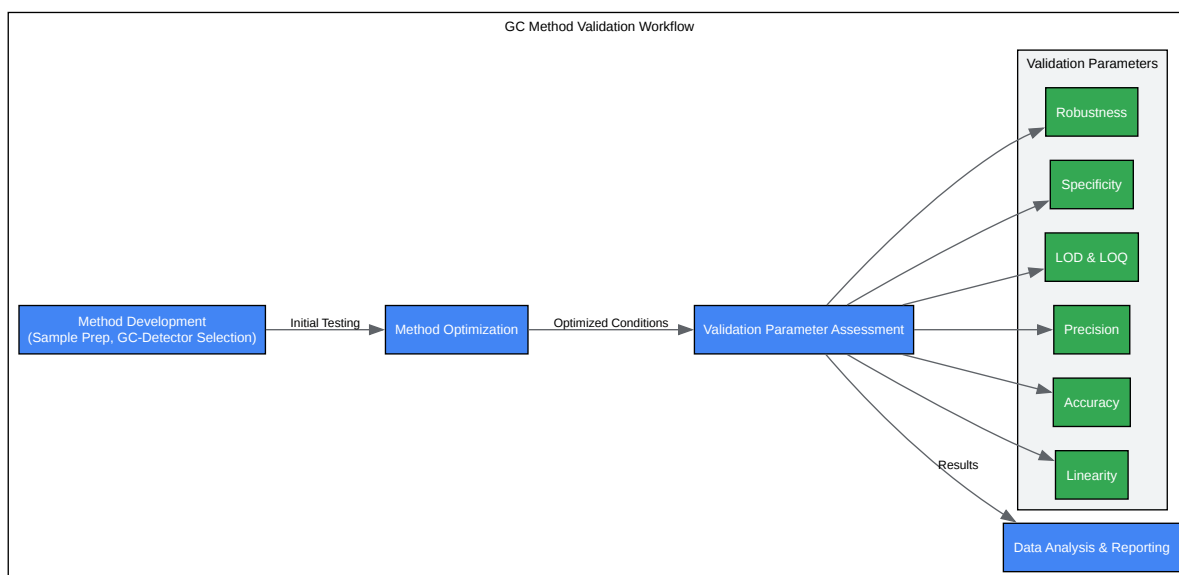 GC Method Validation Workflow
Validation Parameters
Robustness
Specificity
LOD & LOQ
Method Development
(Sample Prep, GC-Detector Selection)
Initial Testing
Method Optimization
Optimized Conditions
Validation Parameter Assessment
Precision
Accuracy
Linearity
Results
Data Analysis & Reporting